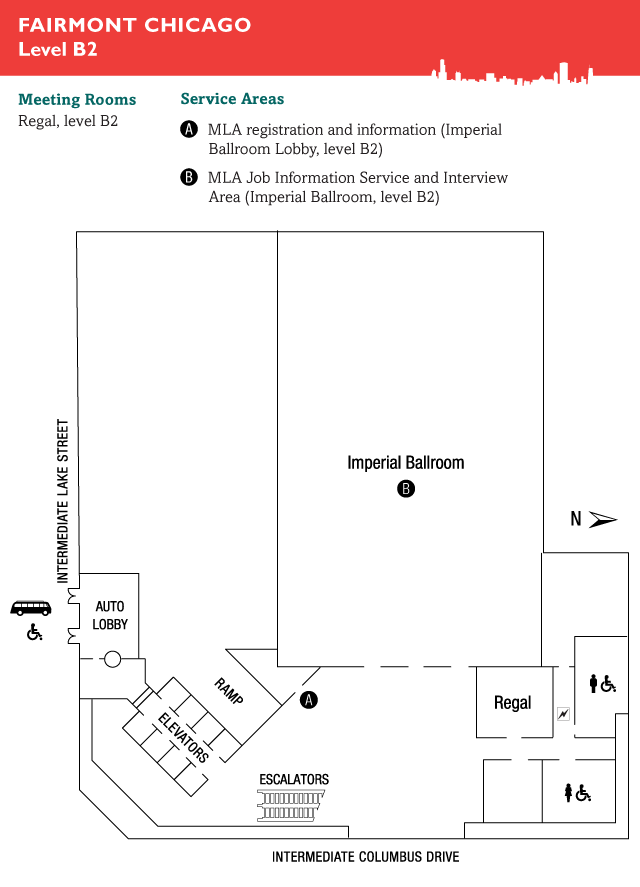 FAIRMONT CHICAGO
Level B2
Meeting Rooms
Regal, level B2
Service Areas
A MLA registration and information (Imperial
Ballroom Lobby, level B2)
B MLA Job Information Service and Interview
Area (Imperial Ballroom, level B2)
INTERMEDIATE LAKE STREET
Imperial Ballroom
B
N
AUTO
LOBBY
RAMP
A
Regal
ELEVATORS
ESCALATORS
INTERMEDIATE COLUMBUS DRIVE